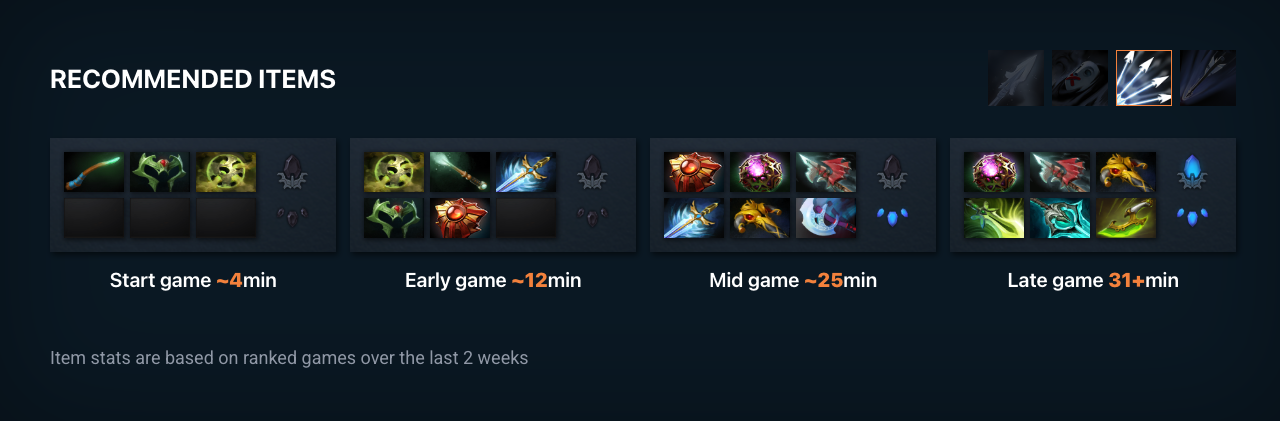 RECOMMENDED ITEMS
Start game ~4min
Early game ~12min
Mid game ~25min
Late game 31+min
Item stats are based on ranked games over the last 2 weeks